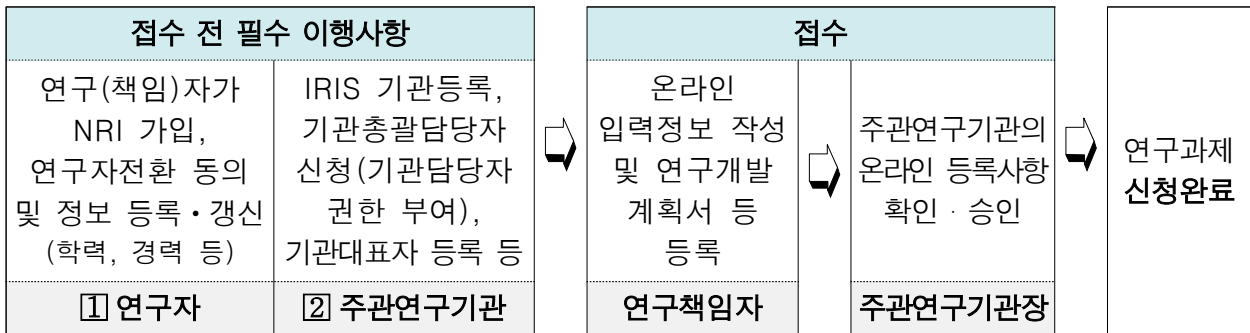 접수 전 필수 이행사항
연구(책임)자가
NRI 가입,
연구자전환 동의
및 정보 등록・갱신
(학력, 경력 등)
1 연구자
IRIS 기관등록,
기관총괄담당자
신청(기관담당자
권한 부여),
기관대표자 등록 등
2 주관연구기관
접수
온라인
입력정보 작성
및 연구개발
계획서 등
등록
연구책임자
주관연구기관의
온라인 등록사항
확인 · 승인
주관연구기관장
연구과제
신청완료